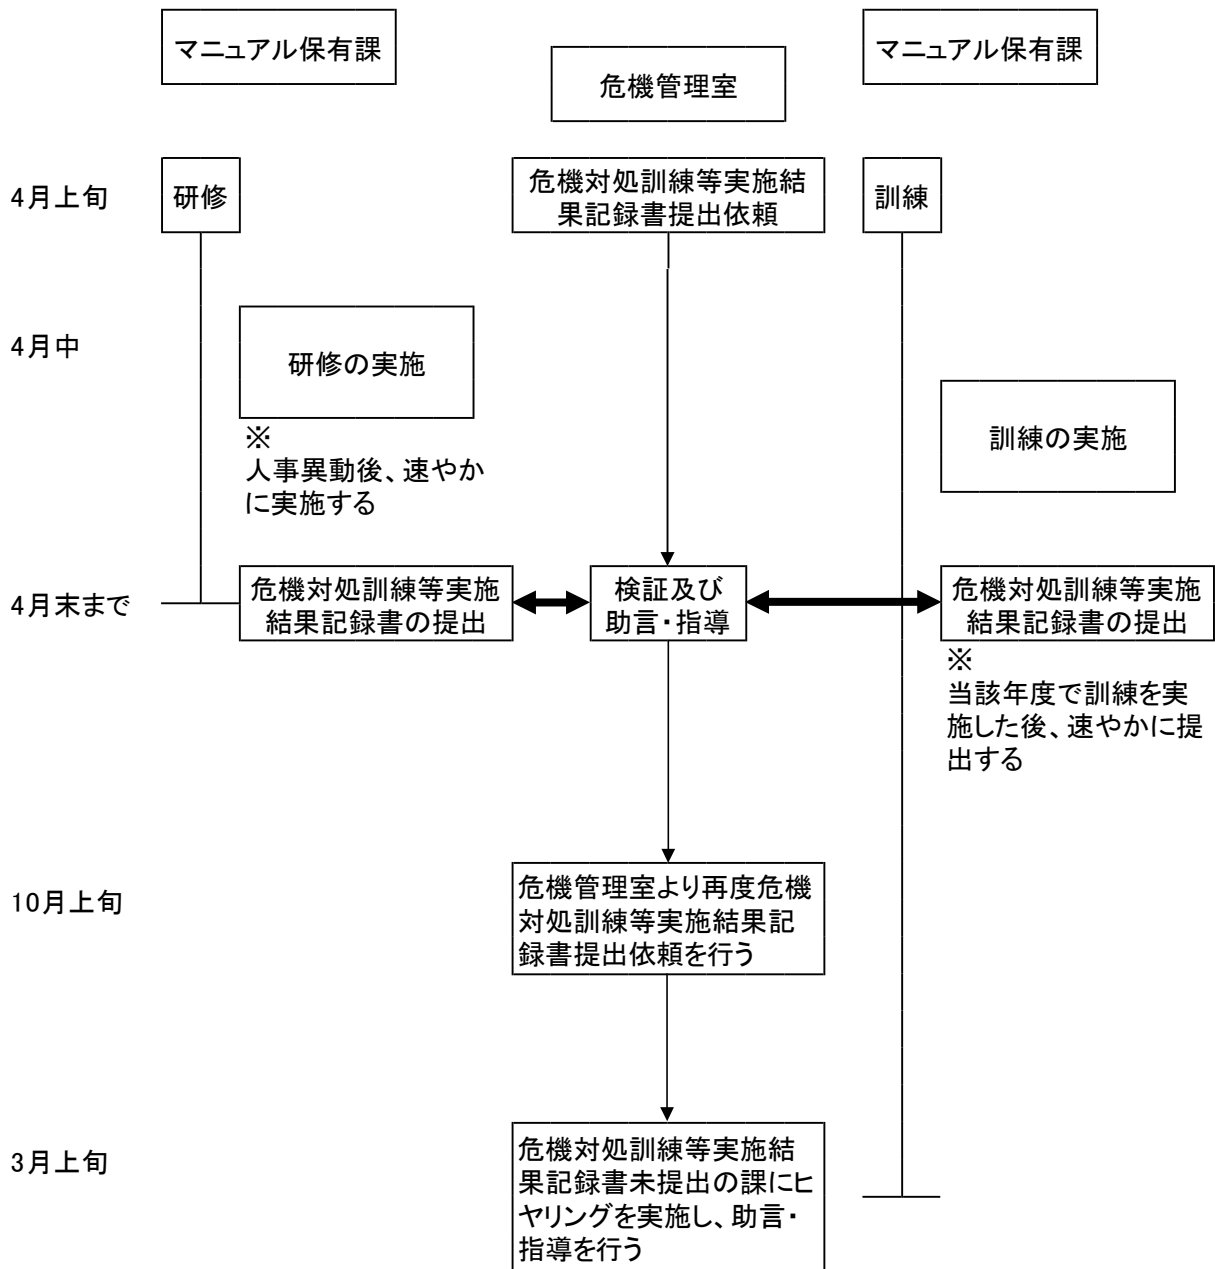 マニュアル保有課
危機管理室
マニュアル保有課
4月上旬
研修
危機対処訓練等実施結
果記録書提出依頼
訓練
4月中
研修の実施
※
人事異動後、速やか
に実施する
訓練の実施
4月末まで
危機対処訓練等実施
結果記録書の提出
検証及び
助言・指導
危機対処訓練等実施
結果記録書の提出
※
当該年度で訓練を実
施した後、速やかに提
出する
10月上旬
危機管理室より再度危機
対処訓練等実施結果記
録書提出依頼を行う
3月上旬
危機対処訓練等実施結
果記録書未提出の課にヒ
ヤリングを実施し、助言・
指導を行う